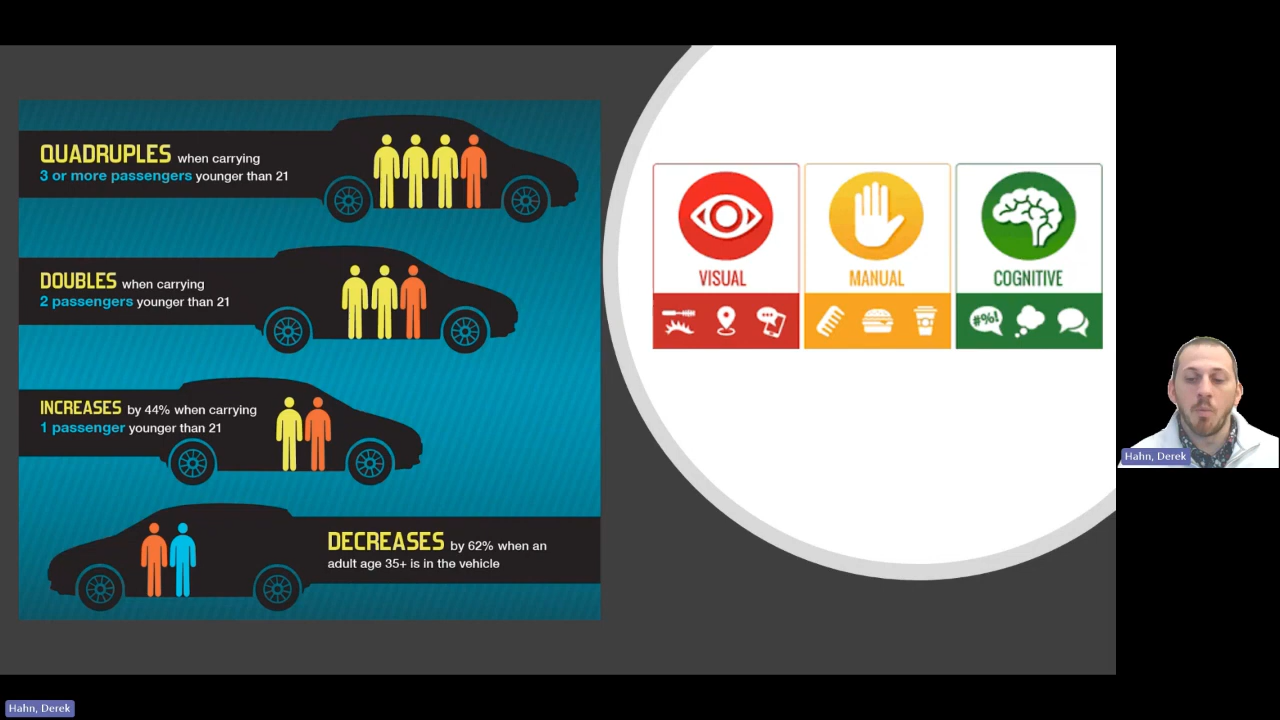 QUADRUPLES when carrying
3 or more passengers younger than 21
DOUBLES when carrying
2 passengers younger than 21
INCREASES by 44% when carrying
1 passenger younger than 21
DECREASES by 62% when an
adult age 35+ is in the vehicle
VISUAL
MANUAL
COGNITIVE
#%!
Hahn, Derek
Hahn, Derek